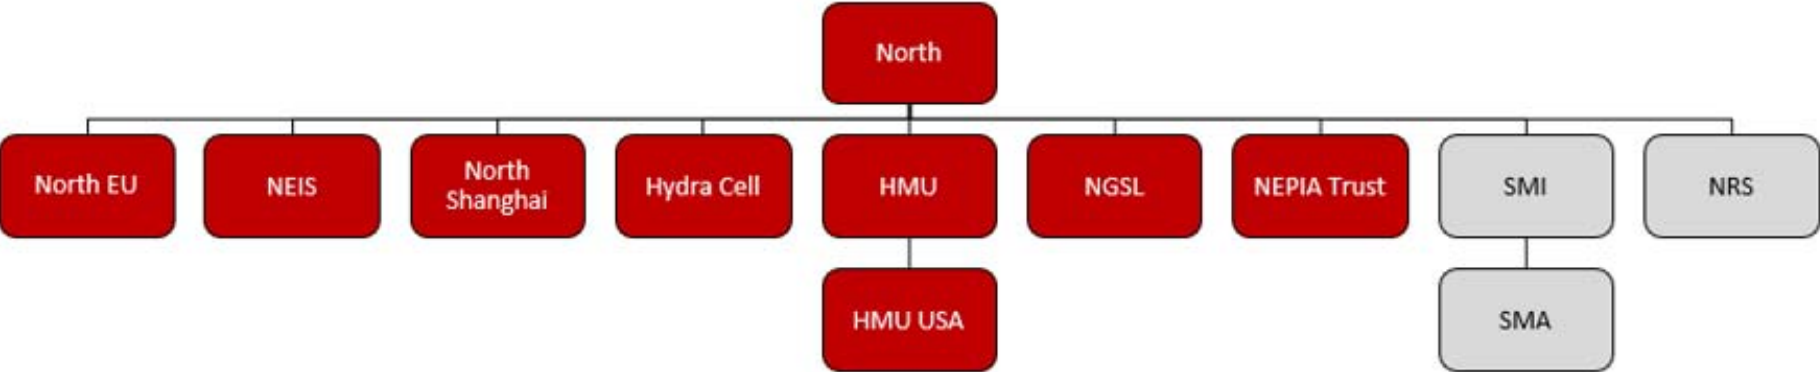 North
North EU
NEIS
North
Shanghai
Hydra Cell
HMU
NGSL
NEPIA Trust
SMI
NRS
HMU USA
SMA